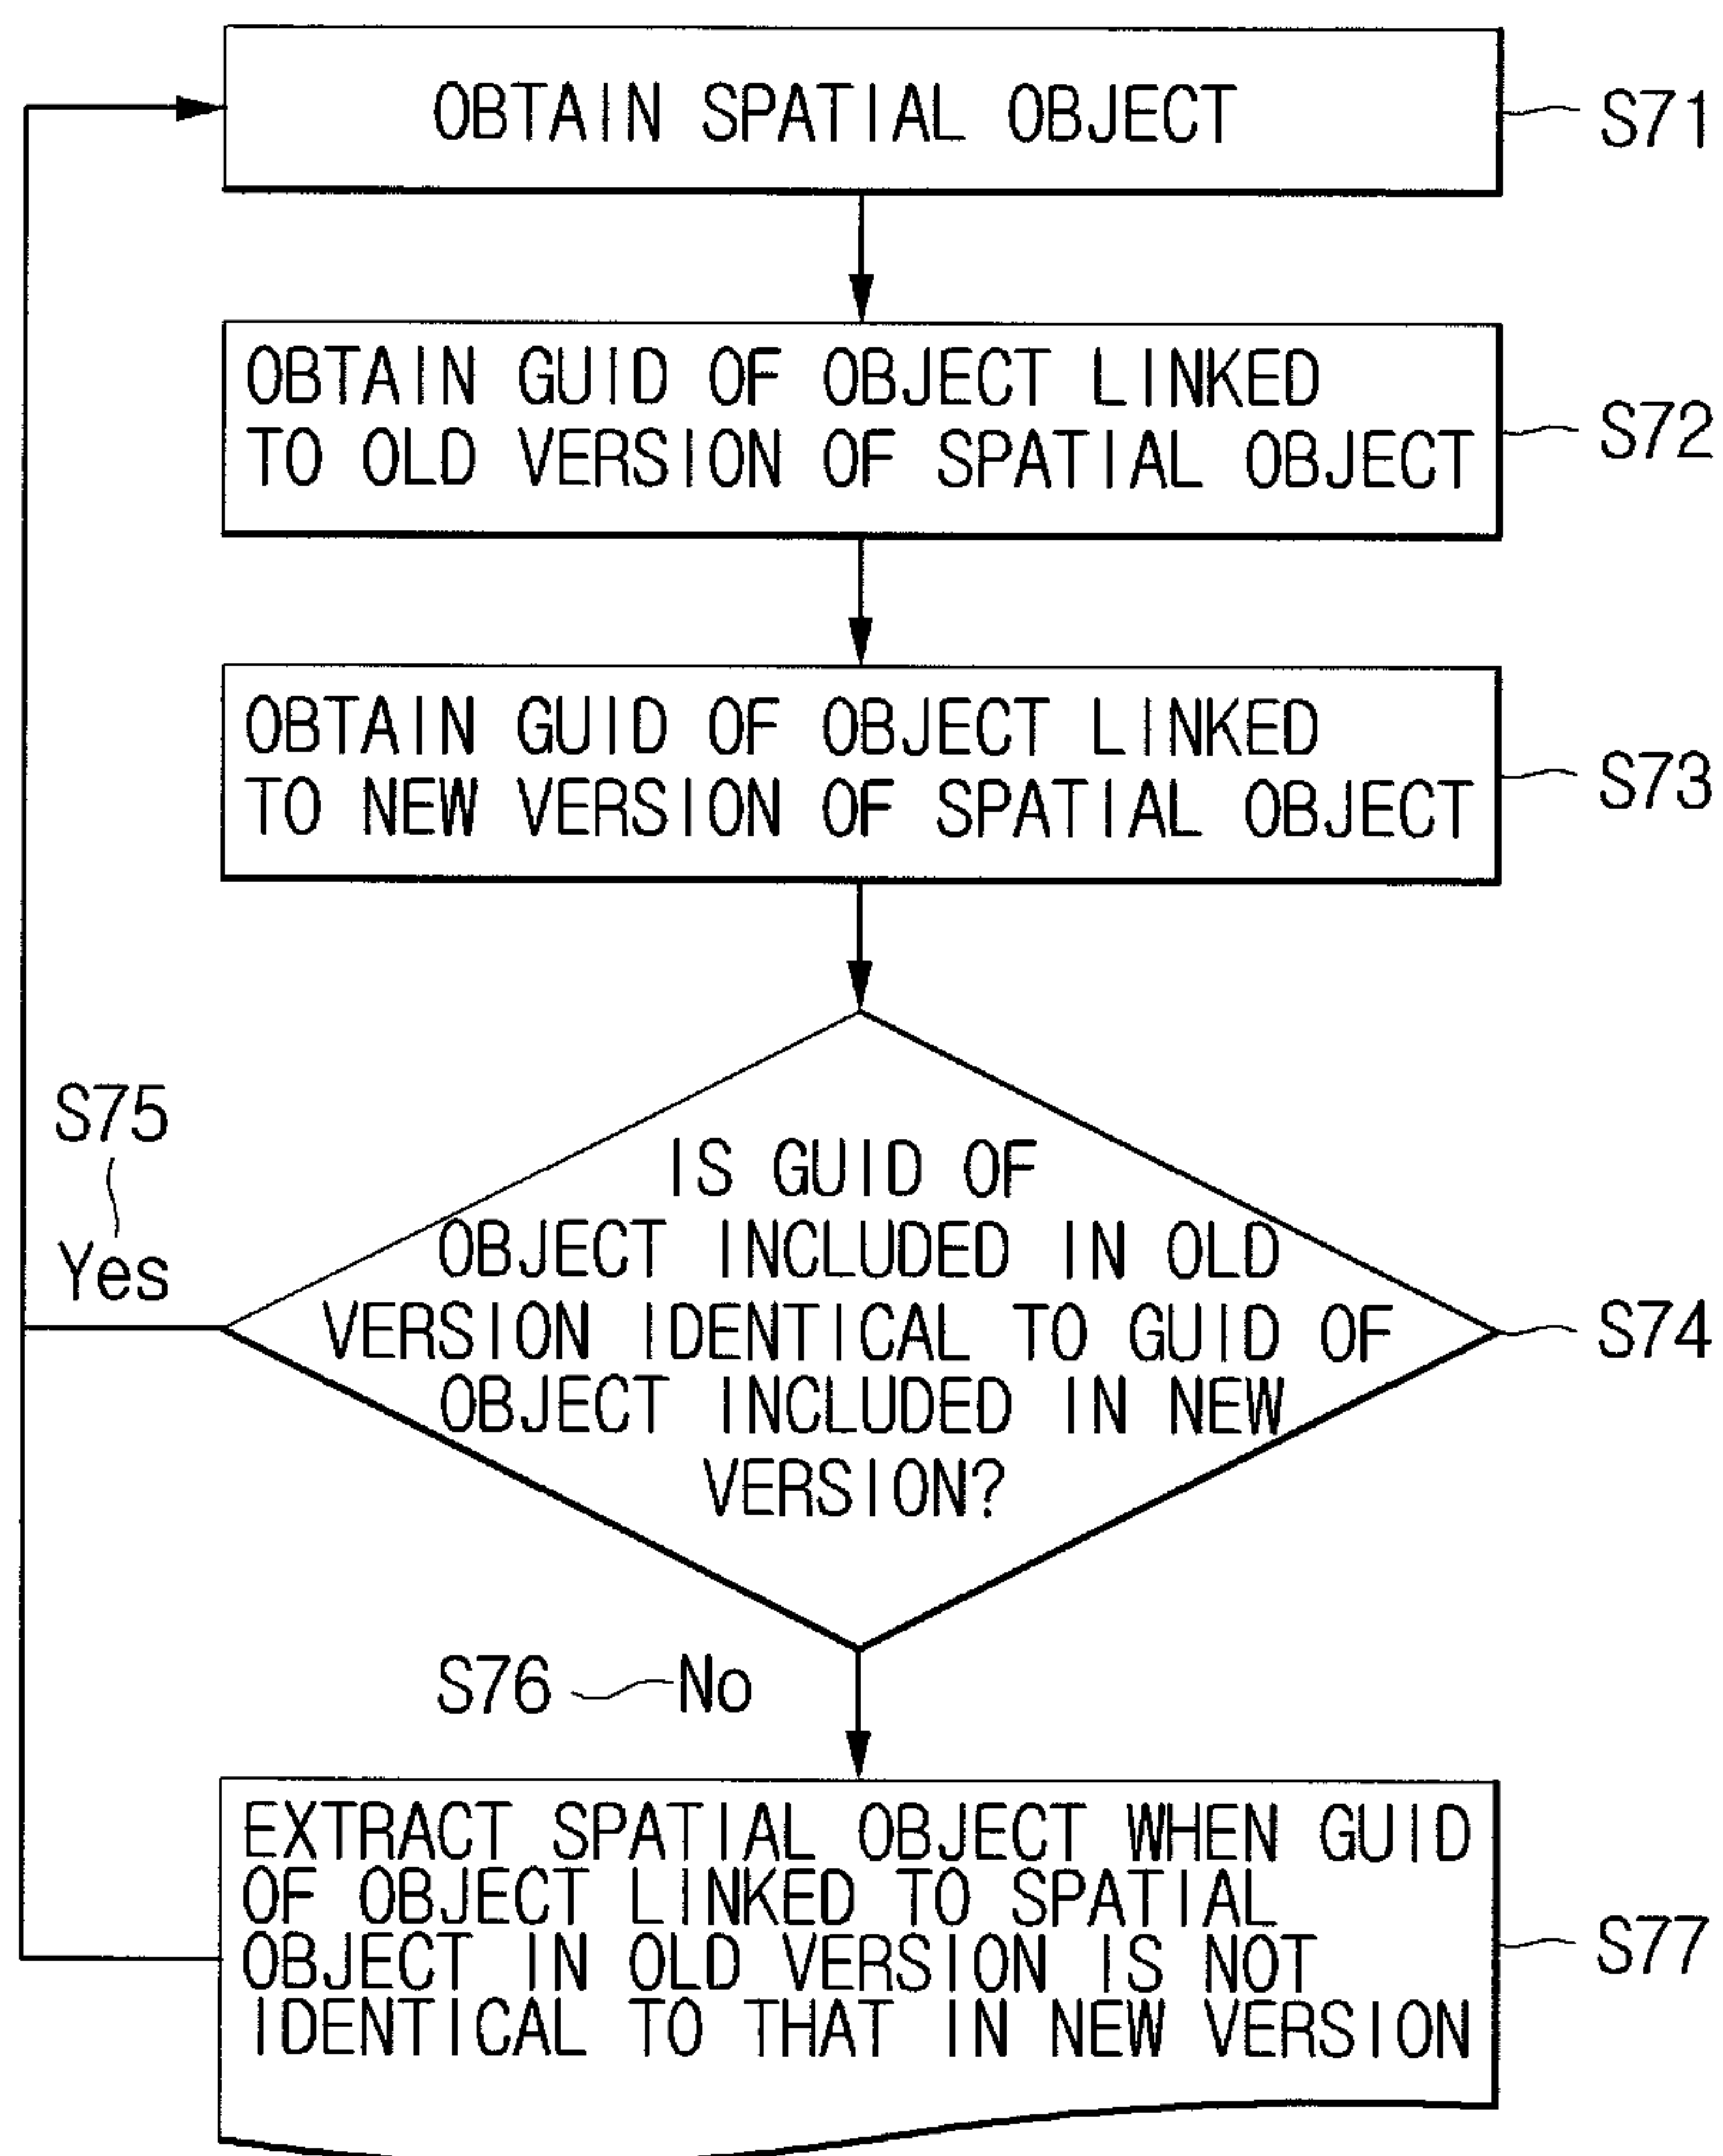 OBTAIN SPATIAL OBJECT
S71
OBTAIN GUID OF OBJECT LINKED
TO OLD VERSION OF SPATIAL OBJECT
S72
OBTAIN GUID OF OBJECT LINKED
TO NEW VERSION OF SPATIAL OBJECT
S73
S75
Yes
IS GUID OF
OBJECT INCLUDED IN OLD
VERSION IDENTICAL TO GUID OF
OBJECT INCLUDED IN NEW
VERSION?
S74
S76
No
EXTRACT SPATIAL OBJECT WHEN GUID
OF OBJECT LINKED TO SPATIAL
OBJECT IN OLD VERSION IS NOT
IDENTICAL TO THAT IN NEW VERSION
S77